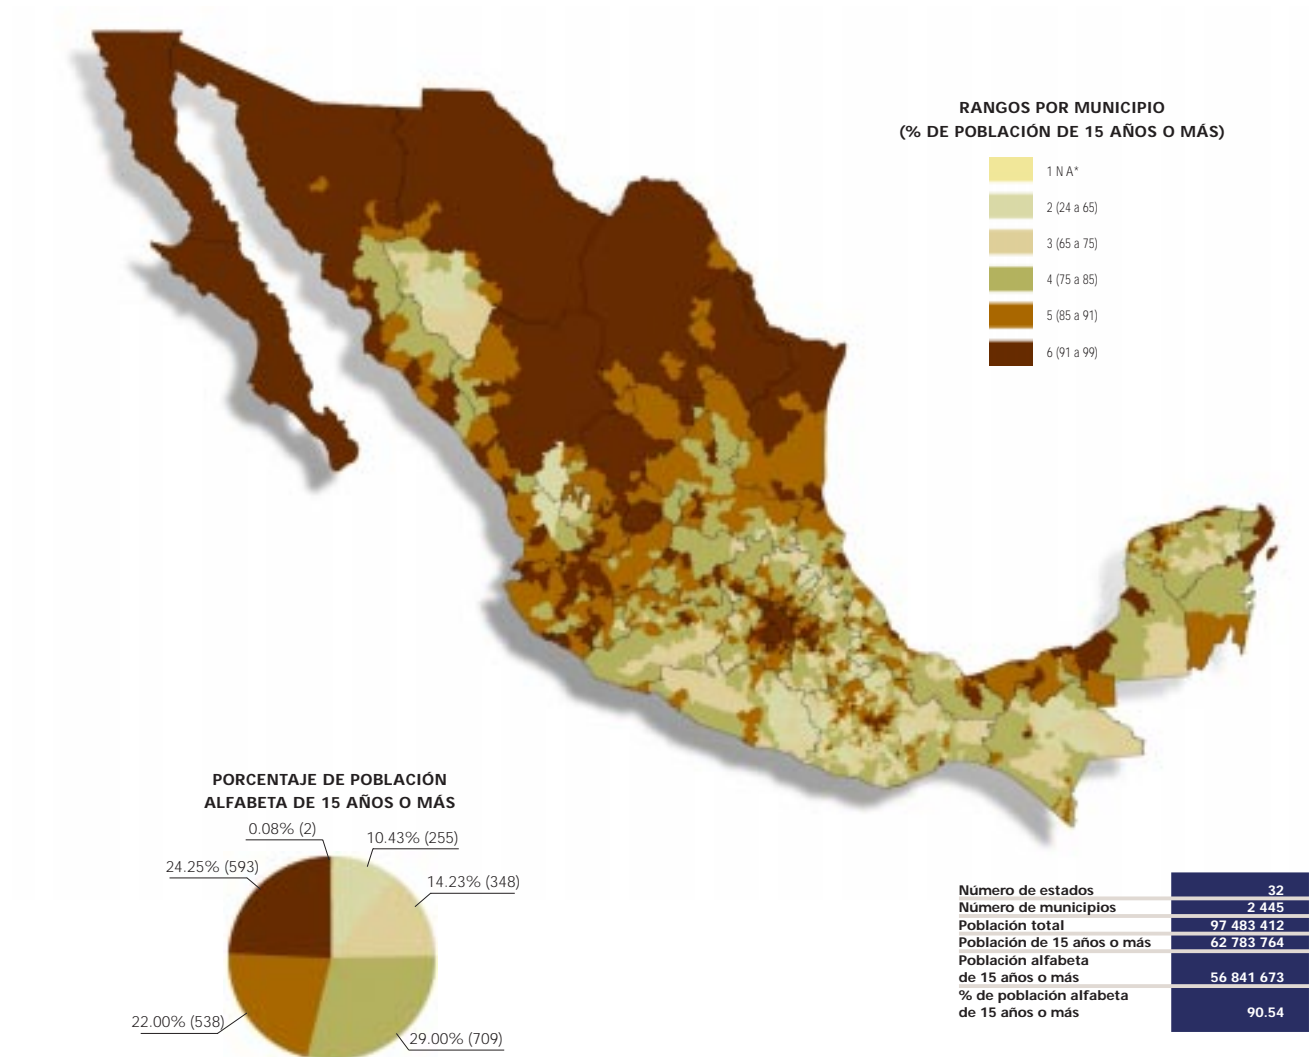 RANGOS POR MUNICIPIO
(% DE POBLACIÓN DE 15 AÑOS O MÁS)
1 N A*
2 (24 a 65)
3 (65 a 75)
4 (75 a 85)
5 (85 a 91)
6 (91 a 99)
PORCENTAJE DE POBLACIÓN
ALFABETA DE 15 AÑOS O MÁS
0.08% (2)
10.43% (255)
24.25% (593)
14.23% (348)
22.00% (538)
29.00% (709)
Número de estados 32
Número de municipios 2 445
Población total 97 483 412
Población de 15 años o más 62 783 764
Población alfabeta
de 15 años o más 56 841 673
% de población alfabeta
de 15 años o más 90.54